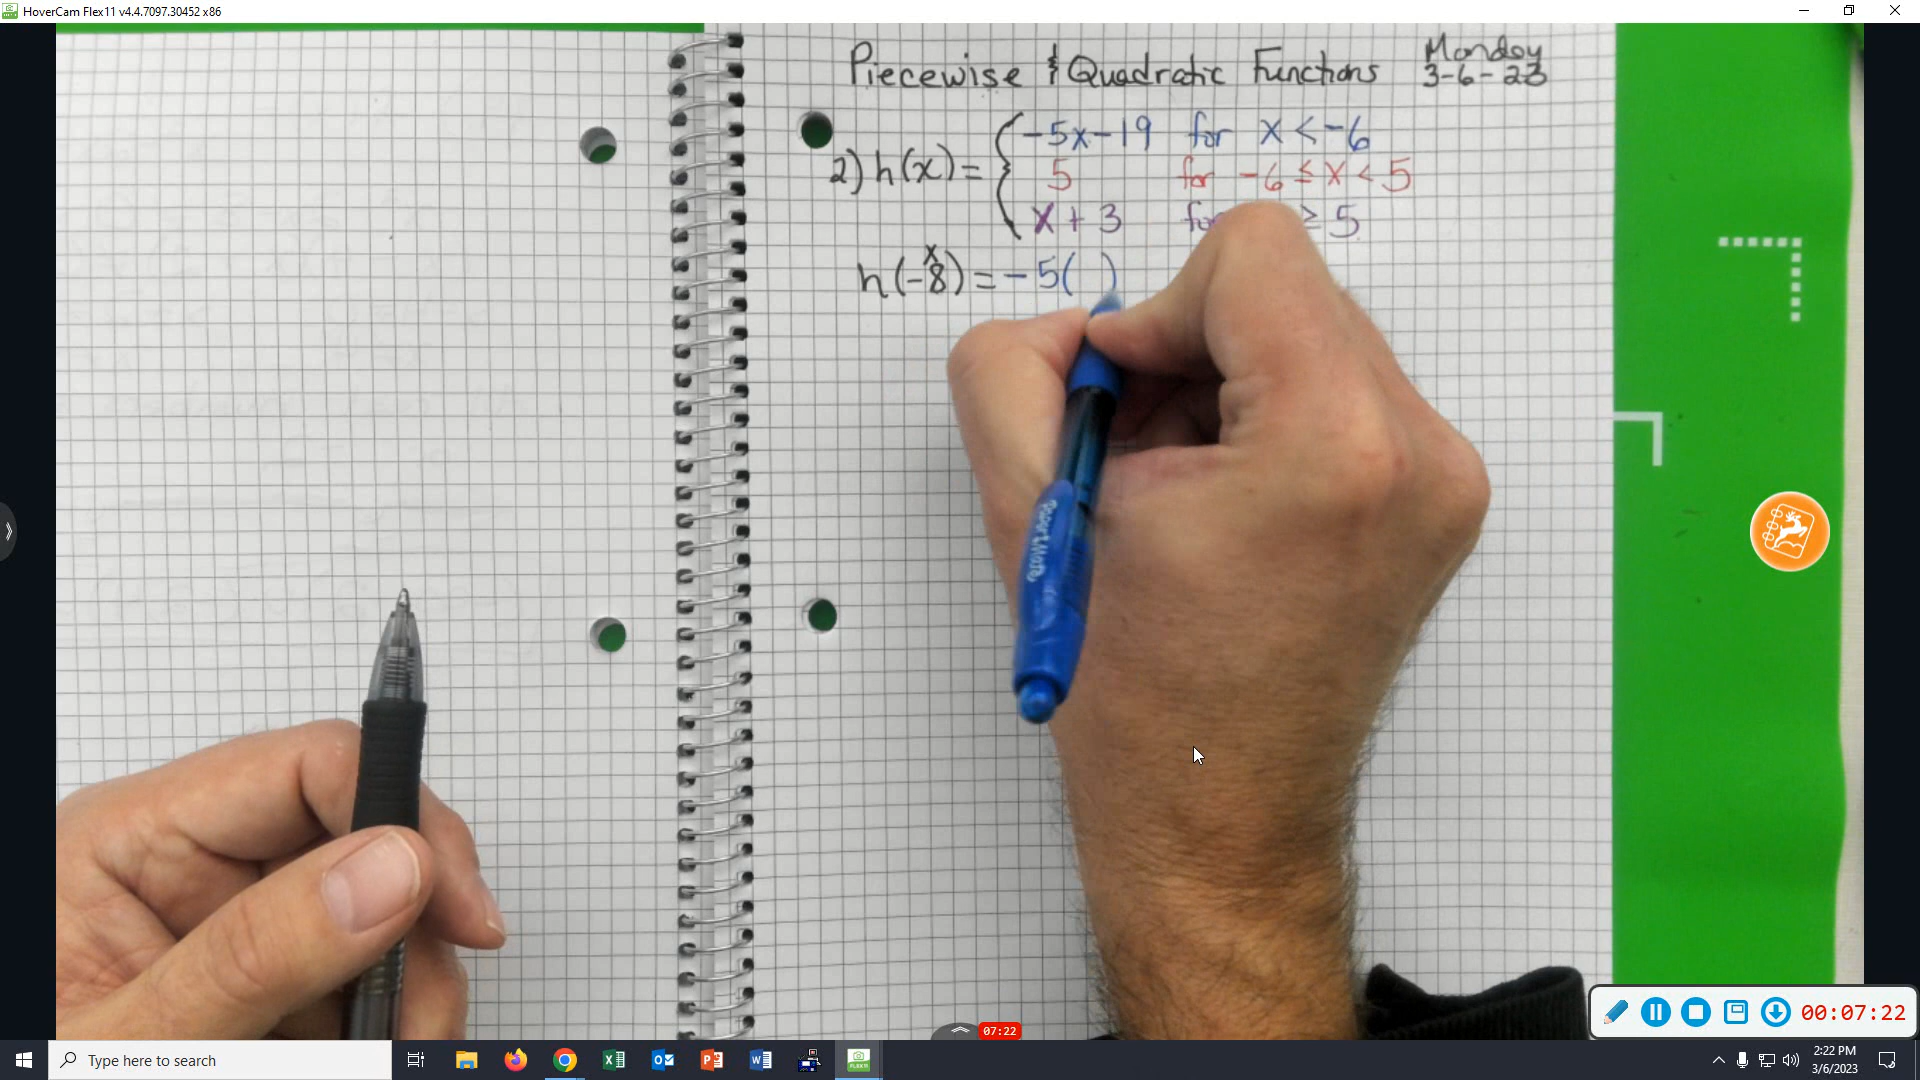 HoverCam Flex11 v4.4.7097.30452 x86
Piecewise & Quadratic Functions Monday
3-6-23
-5x-19 for x < -6
2) h(x) = 5 for -6 ≤ x < 5
x + 3 for ≥ 5
x
h(-8) = -5( )
PaperMate
07:22
00:07:22
Type here to search
2:22 PM
3/6/2023